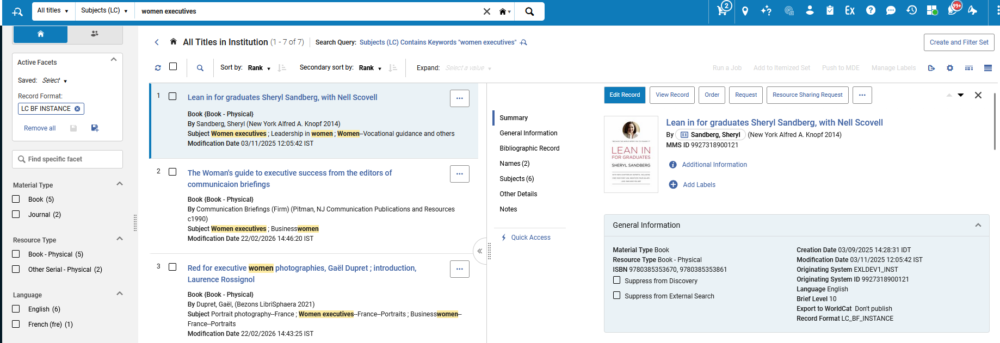 All titles
Subjects (LC)
women executives
2
Ex
99+
All Titles in Institution (1 - 7 of 7)
Search Query: Subjects (LC) Contains Keywords "women executives"
Create and Filter Set
Active Facets
Saved: Select
Record Format:
LC BF INSTANCE
Remove all
Find specific facet
Material Type
Book (5)
Journal (2)
Resource Type
Book - Physical (5)
Other Serial - Physical (2)
Language
English (6)
French (fre) (1)
Sort by: Rank
Secondary sort by: Rank
Expand: Select a value
Run a Job
Add to Itemized Set
Push to MDE
Manage Labels
1
Lean in for graduates Sheryl Sandberg, with Nell Scovell
Book {Book - Physical}
By Sandberg, Sheryl (New York Alfred A. Knopf 2014)
Subject Women executives ; Leadership in women ; Women--Vocational guidance and others
Modification Date 03/11/2025 12:05:42 IST
2
The Woman's guide to executive success from the editors of
communicaion briefings
Book {Book - Physical}
By Communication Briefings (Firm) (Pitman, NJ Communication Publications and Resources
c1990)
Subject Women executives ; Businesswomen
Modification Date 22/02/2026 14:46:20 IST
3
Red for executive women photographies, Gaël Dupret ; introduction,
Laurence Rossignol
Book {Book - Physical}
By Dupret, Gaël, (Bezons LibriSphaera 2021)
Subject Portrait photography--France ; Women executives--France--Portraits ; Businesswomen--
France--Portraits
Modification Date 22/02/2026 14:43:25 IST
Summary
General Information
Bibliographic Record
Names (2)
Subjects (6)
Other Details
Notes
Quick Access
Edit Record
View Record
Order
Request
Resource Sharing Request
LEAN IN
FOR GRADUATES
SHERYL SANDBERG
Lean in for graduates Sheryl Sandberg, with Nell Scovell
By Sandberg, Sheryl (New York Alfred A. Knopf 2014)
MMS ID 9927318900121
Additional Information
Add Labels
General Information
Material Type Book
Resource Type Book - Physical
ISBN 9780385353670, 9780385353861
Suppress from Discovery
Suppress from External Search
Creation Date 03/09/2025 14:28:31 IDT
Modification Date 03/11/2025 12:05:42 IST
Originating System EXLDEV1_INST
Originating System ID 9927318900121
Language English
Brief Level 10
Export to WorldCat Don't publish
Record Format LC_BF_INSTANCE